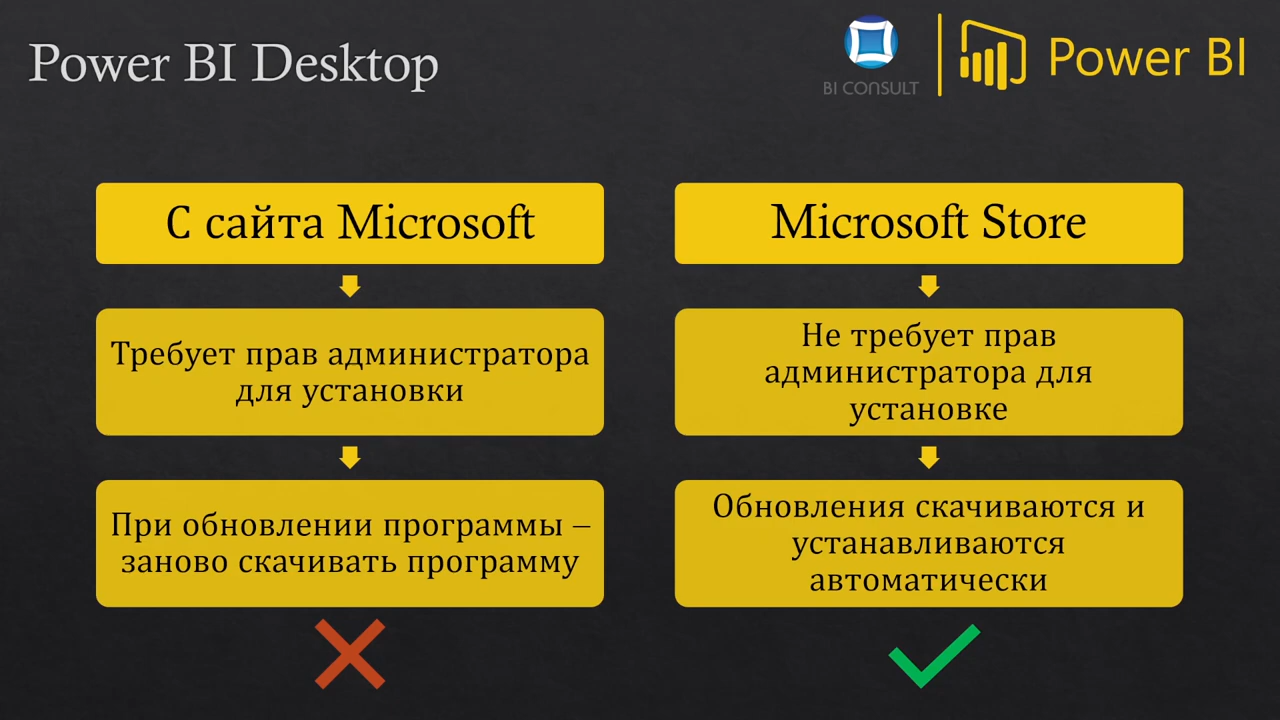 Power BI Desktop
BI CONSULT
Power BI
С сайта Microsoft
Требует прав администратора
для установки
При обновлении программы –
заново скачивать программу
Microsoft Store
Не требует прав
администратора для
установке
Обновления скачиваются и
устанавливаются
автоматически